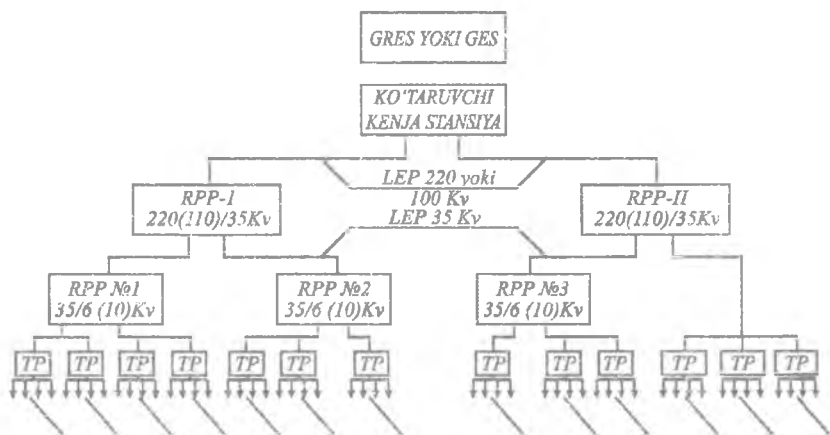 GRES YOKI GES
KO‘TARUVCHI
KENJA STANSIYA
LEP 220 yoki
100 Kv
LEP 35 Kv
RPP-I
220(110)/35Kv
RPP-II
220(110)/35Kv
RPP №1
35/6 (10)Kv
RPP №2
35/6 (10)Kv
RPP №3
35/6 (10)Kv
TP TP TP TP TP TP TP TP TP TP TP TP TP